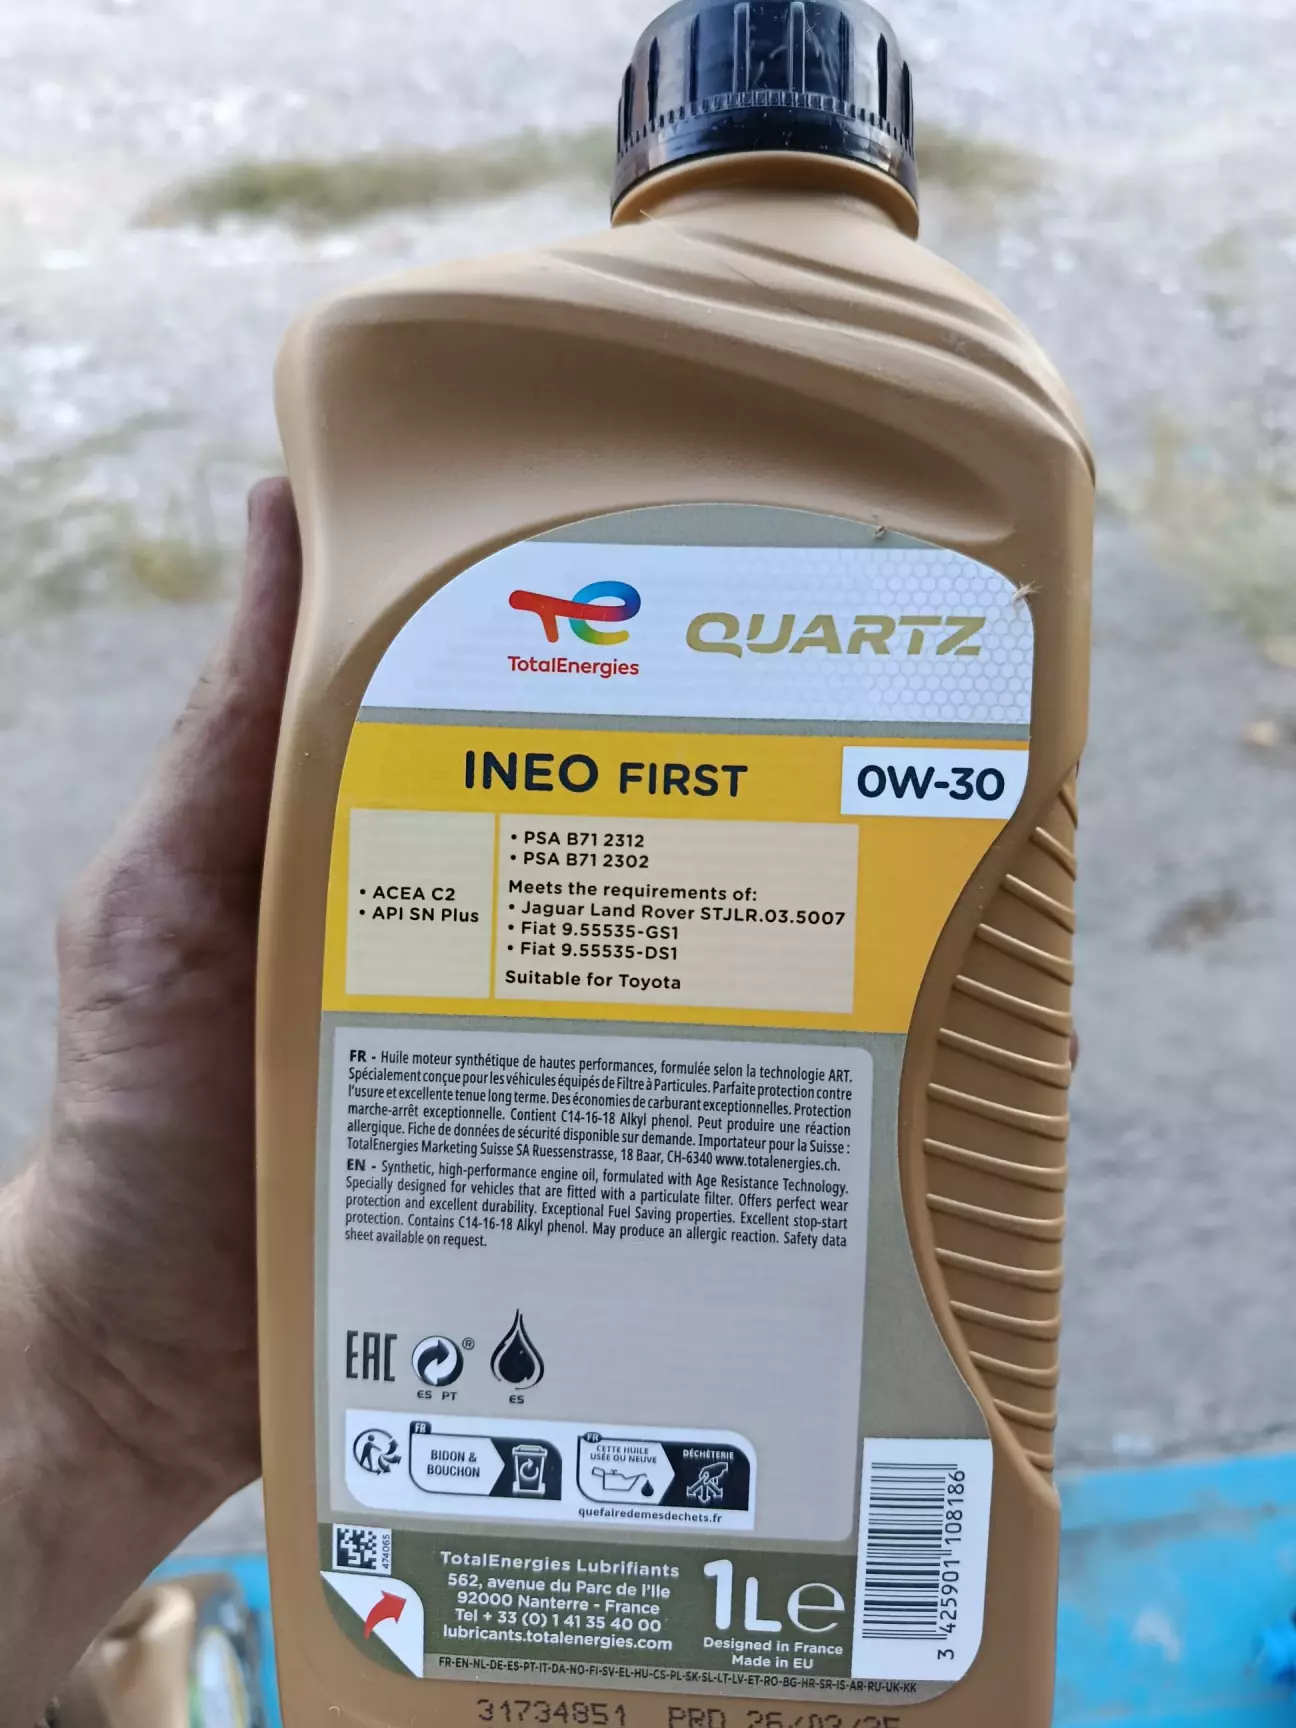 TotalEnergies
QUARTZ
INEO FIRST
0W-30
• ACEA C2
• API SN Plus
• PSA B71 2312
• PSA B71 2302
Meets the requirements of:
• Jaguar Land Rover STJLR.03.5007
• Fiat 9.55535-GS1
• Fiat 9.55535-DS1
Suitable for Toyota
FR - Huile moteur synthétique de hautes performances, formulée selon la technologie ART.
Spécialement conçue pour les véhicules équipés de Filtre à Particules. Parfaite protection contre
l'usure et excellente tenue long terme. Des économies de carburant exceptionnelles. Protection
marche-arrêt exceptionnelle. Contient C14-16-18 Alkyl phenol. Peut produire une réaction
allergique. Fiche de données de sécurité disponible sur demande. Importateur pour la Suisse :
TotalEnergies Marketing Suisse SA Ruessenstrasse, 18 Baar, CH-6340 www.totalenergies.ch.
EN - Synthetic, high-performance engine oil, formulated with Age Resistance Technology.
Specially designed for vehicles that are fitted with a particulate filter. Offers perfect wear
protection and excellent durability. Exceptional Fuel Saving properties. Excellent stop-start
protection. Contains C14-16-18 Alkyl phenol. May produce an allergic reaction. Safety data
sheet available on request.
EAC
®
ES PT
ES
FR
BIDON &
BOUCHON
FR
CETTE HUILE
USÉE OU NEUVE
DÉCHÈTERIE
quefairedemesdechets.fr
474065
TotalEnergies Lubrifiants
562, avenue du Parc de l'Ile
92000 Nanterre - France
Tel + 33 (0) 1 41 35 40 00
lubricants.totalenergies.com
1L e
Designed in France
Made in EU
3 425901 108186
FR-EN-NL-DE-ES-PT-IT-DA-NO-FI-SV-EL-HU-CS-PL-SK-SL-LT-LV-ET-RO-BG-HR-SR-IS-AR-RU-UK-KK
31734851 PRD